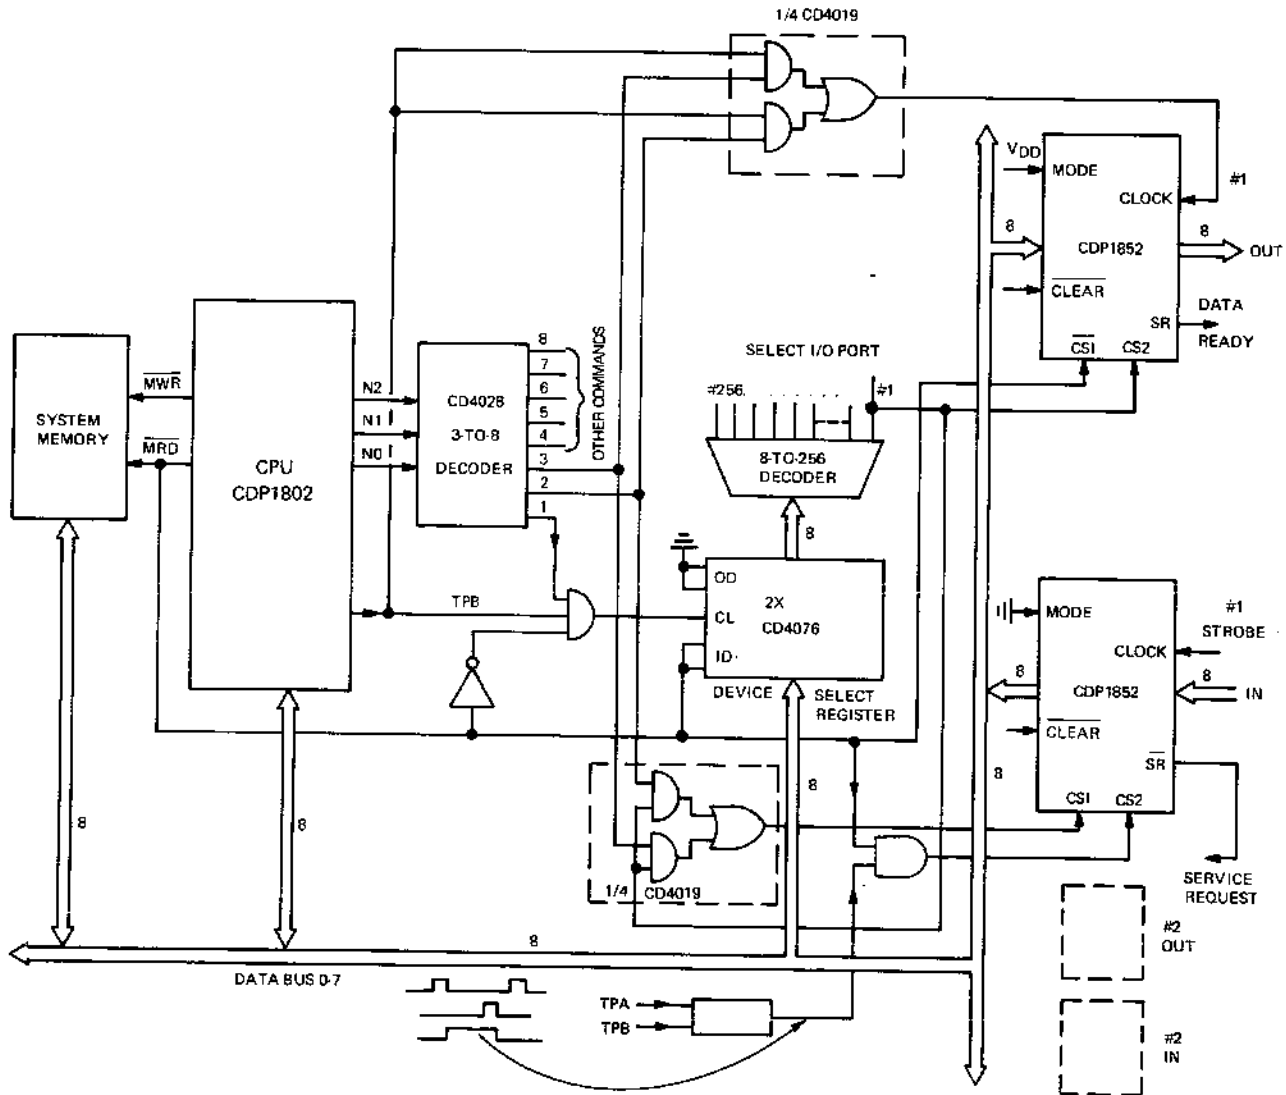 1/4 CD4019
VDD
MODE
CLOCK
#1
8
CDP1852
8
OUT
CLEAR
SR
DATA
READY
CS1
CS2
SYSTEM
MEMORY
MWR
MRD
CPU
CDP1802
N2
N1
N0
CD4028
3-TO-8
DECODER
8
7
6
5
4
3
2
1
OTHER COMMANDS
SELECT I/O PORT
#256
#1
8-TO-256
DECODER
8
TPB
OD
CL
ID
2X
CD4076
DEVICE SELECT
REGISTER
MODE
CLOCK
#1
STROBE
8
CDP1852
8
IN
CLEAR
SR
CS1
CS2
8
8
8
8
1/4 CD4019
SERVICE
REQUEST
8
DATA BUS 0-7
TPA
TPB
#2
OUT
#2
IN